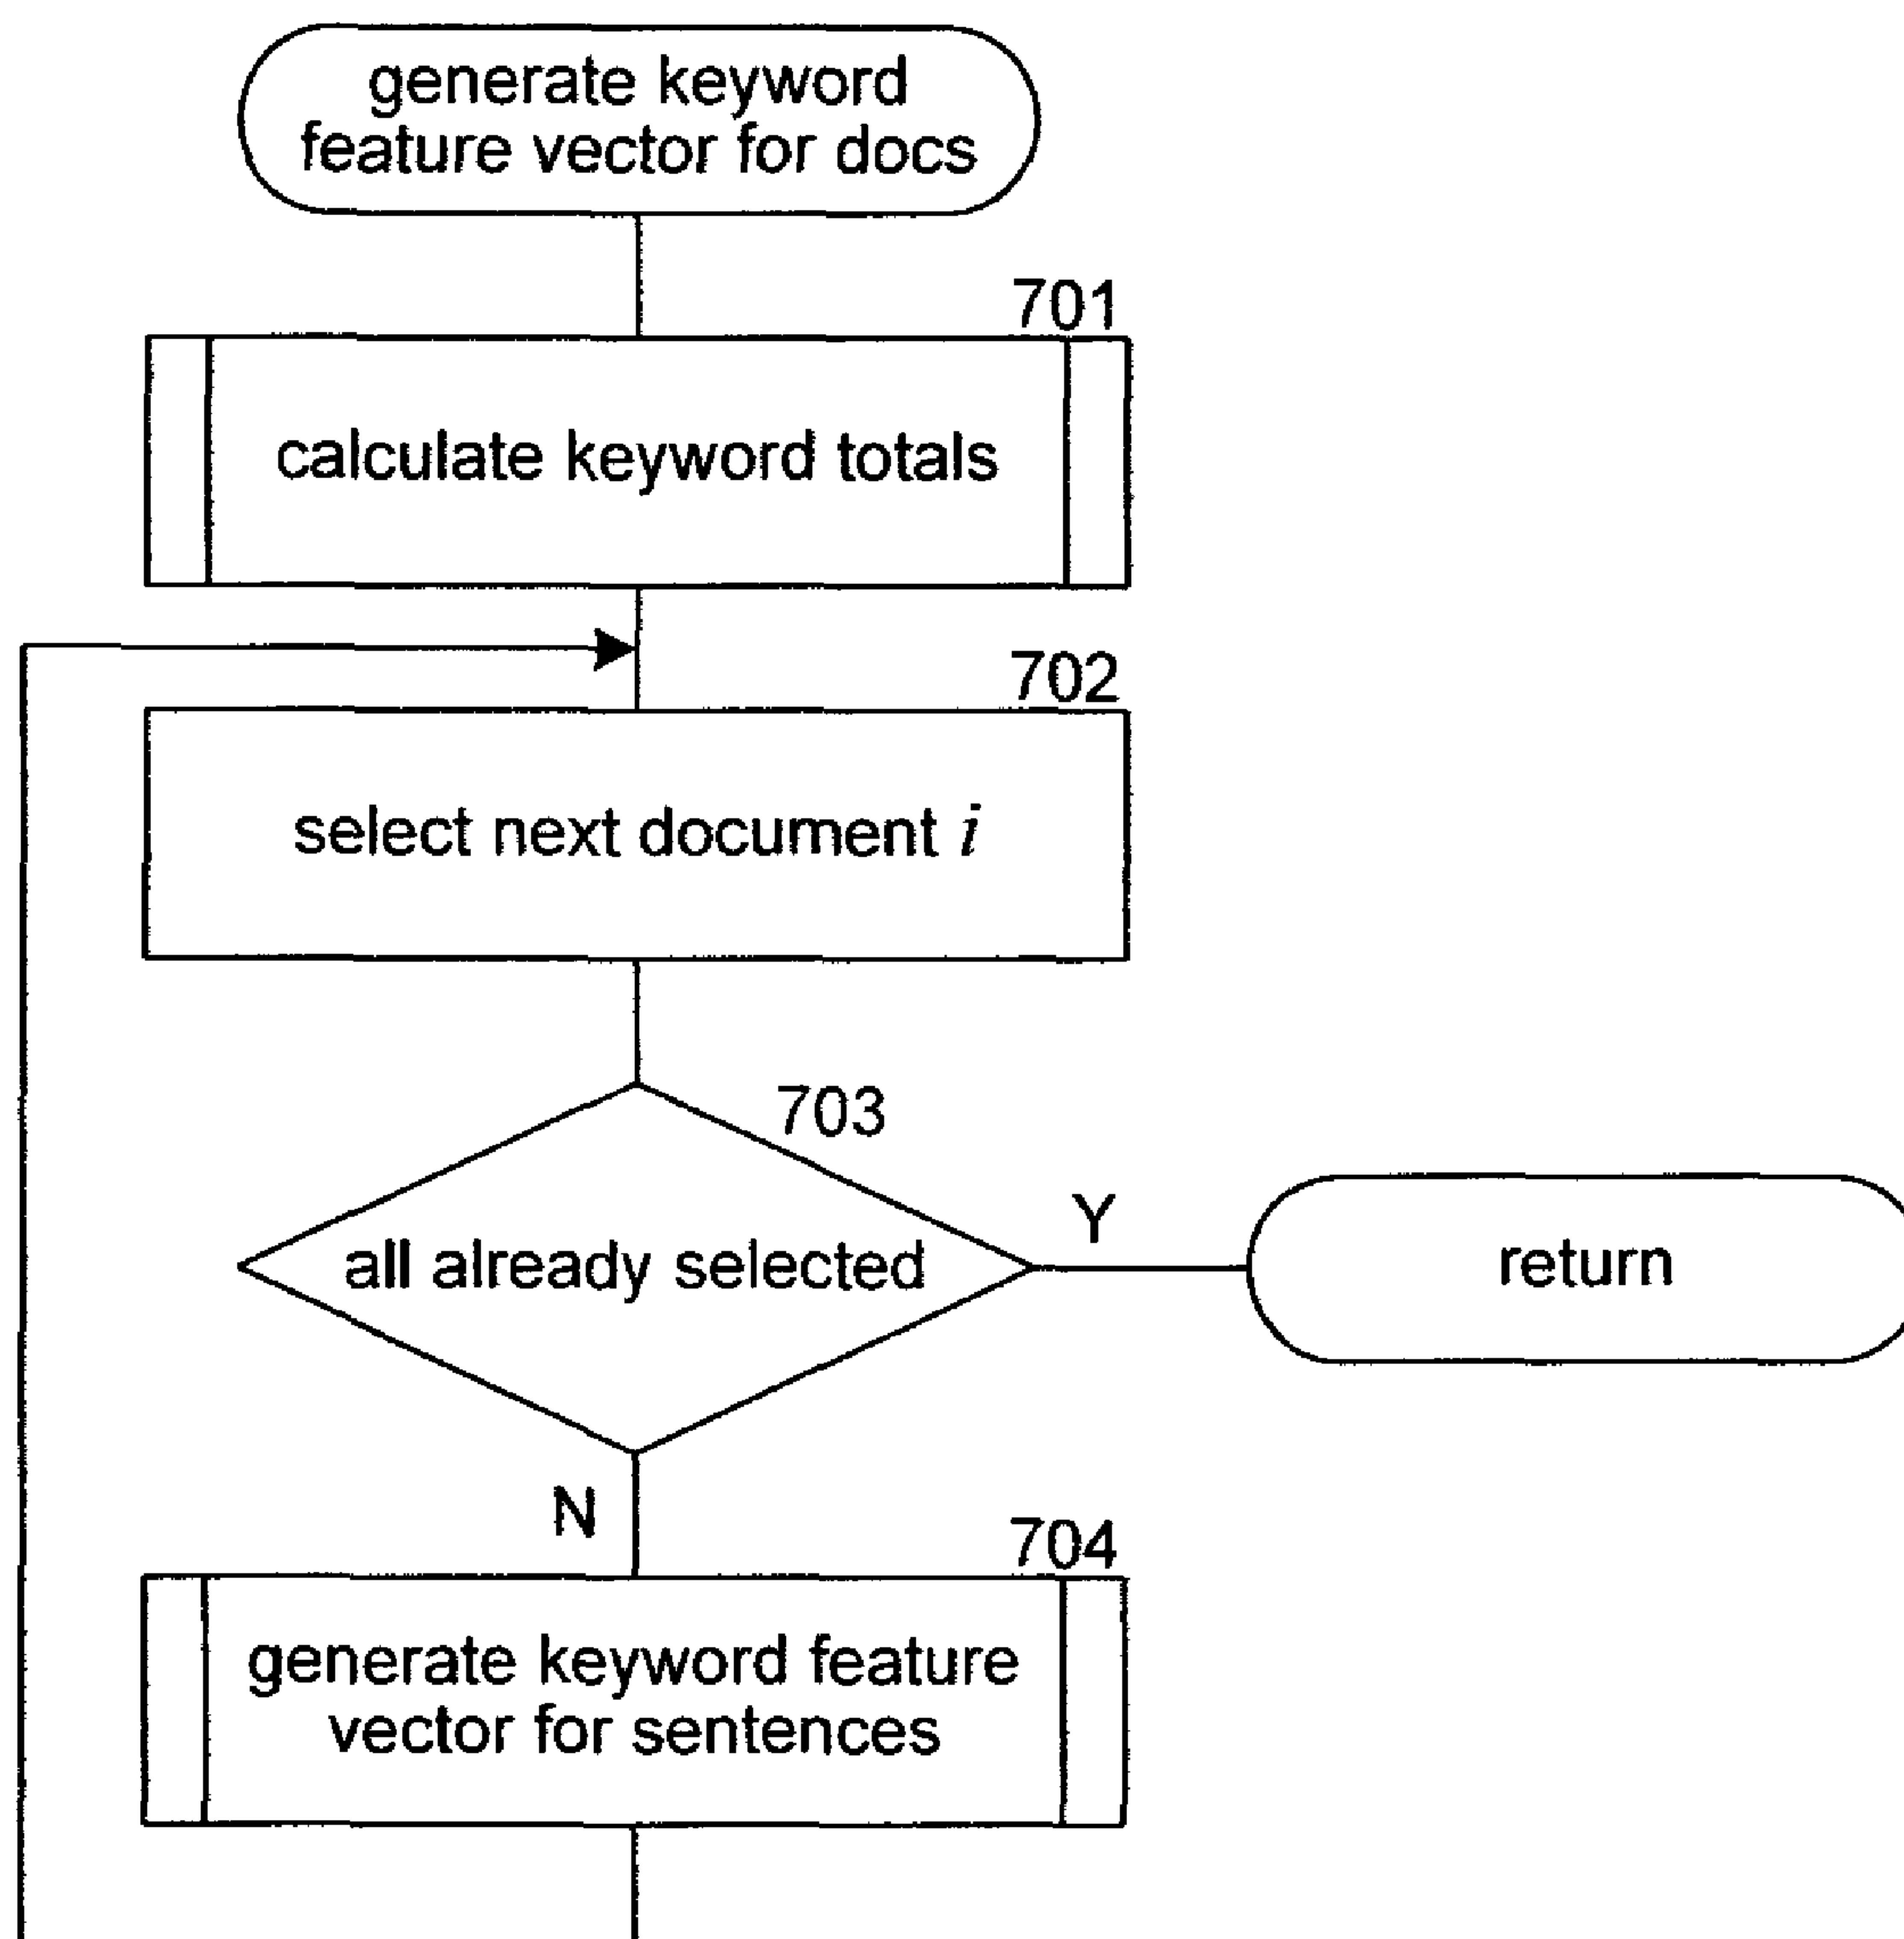 generate keyword
feature vector for docs
701
calculate keyword totals
702
select next document i
703
all already selected
Y
return
N
704
generate keyword feature
vector for sentences